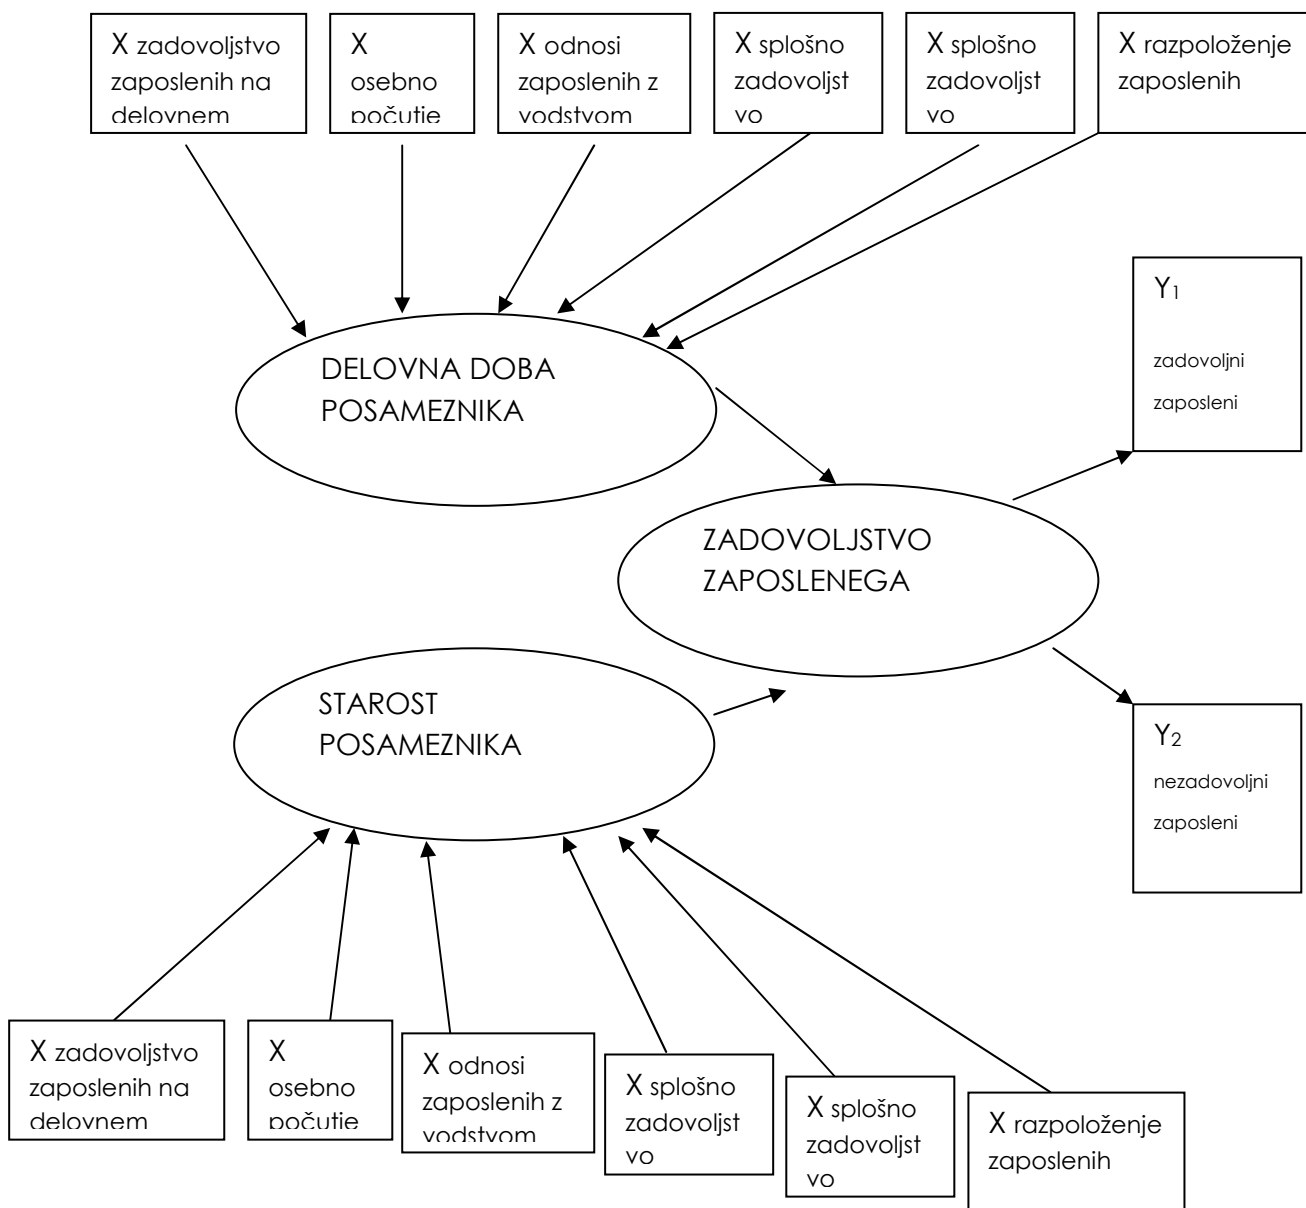 X zadovoljstvo
zaposlenih na
delovnem
X
osebno
počutje
X odnosi
zaposlenih z
vodstvom
X splošno
zadovoljst
vo
X splošno
zadovoljst
vo
X razpoloženje
zaposlenih
Y1
zadovoljni
zaposleni
DELOVNA DOBA
POSAMEZNIKA
ZADOVOLJSTVO
ZAPOSLENEGA
STAROST
POSAMEZNIKA
Y2
nezadovoljni
zaposleni
X zadovoljstvo
zaposlenih na
delovnem
X
osebno
počutje
X odnosi
zaposlenih z
vodstvom
X splošno
zadovoljst
vo
X splošno
zadovoljst
vo
X razpoloženje
zaposlenih